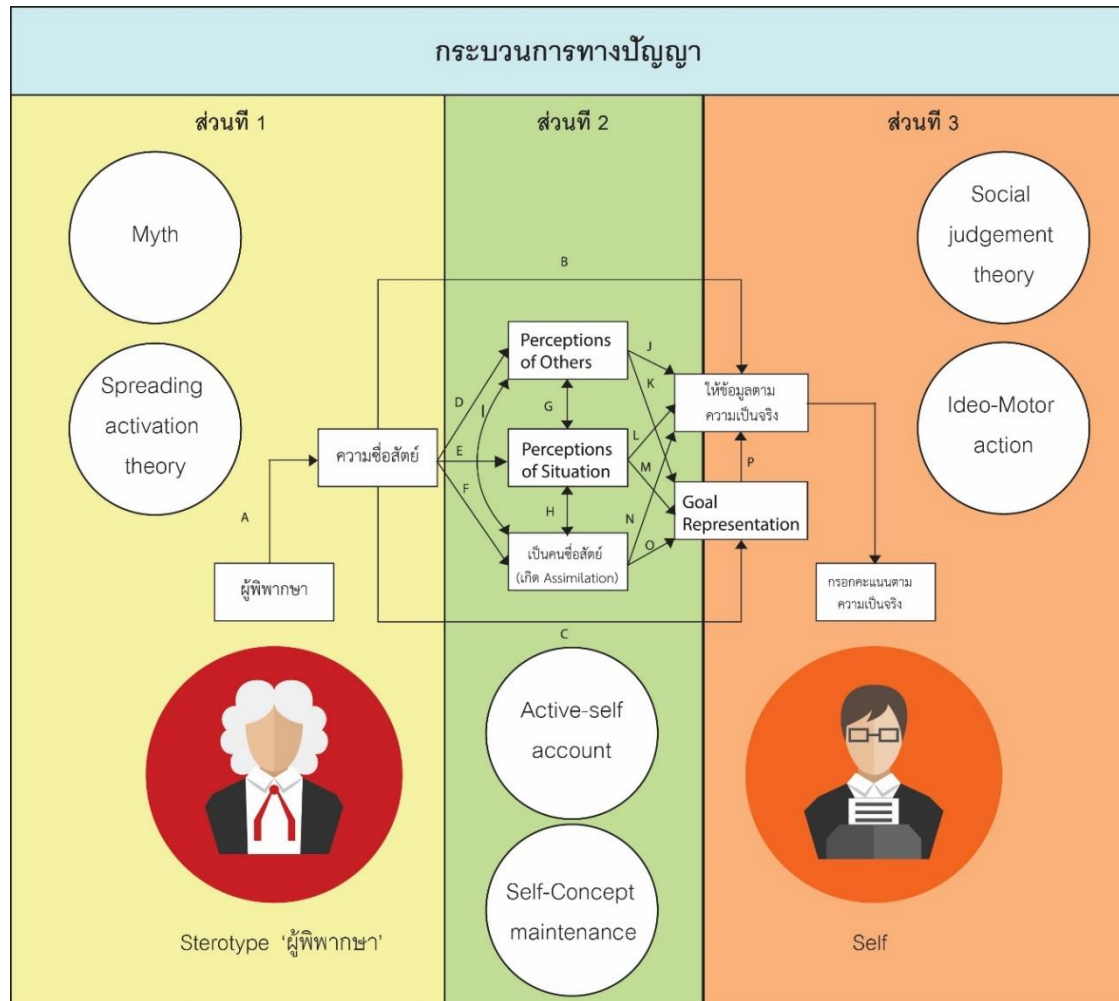 กระบวนการทางปัญญา
ส่วนที่ 1
ส่วนที่ 2
ส่วนที่ 3
Myth
Spreading
activation
theory
A
ผู้พิพากษา
ความซื่อสัตย์
B
C
D
E
F
I
Perceptions
of Others
G
Perceptions
of Situation
H
เป็นคนซื่อสัตย์
(เกิด Assimilation)
J
K
L
M
N
O
ให้ข้อมูลตาม
ความเป็นจริง
P
Goal
Representation
กรอกคะแนนตาม
ความเป็นจริง
Social
judgement
theory
Ideo-Motor
action
Active-self
account
Self-Concept
maintenance
Sterotype ‘ผู้พิพากษา’
Self